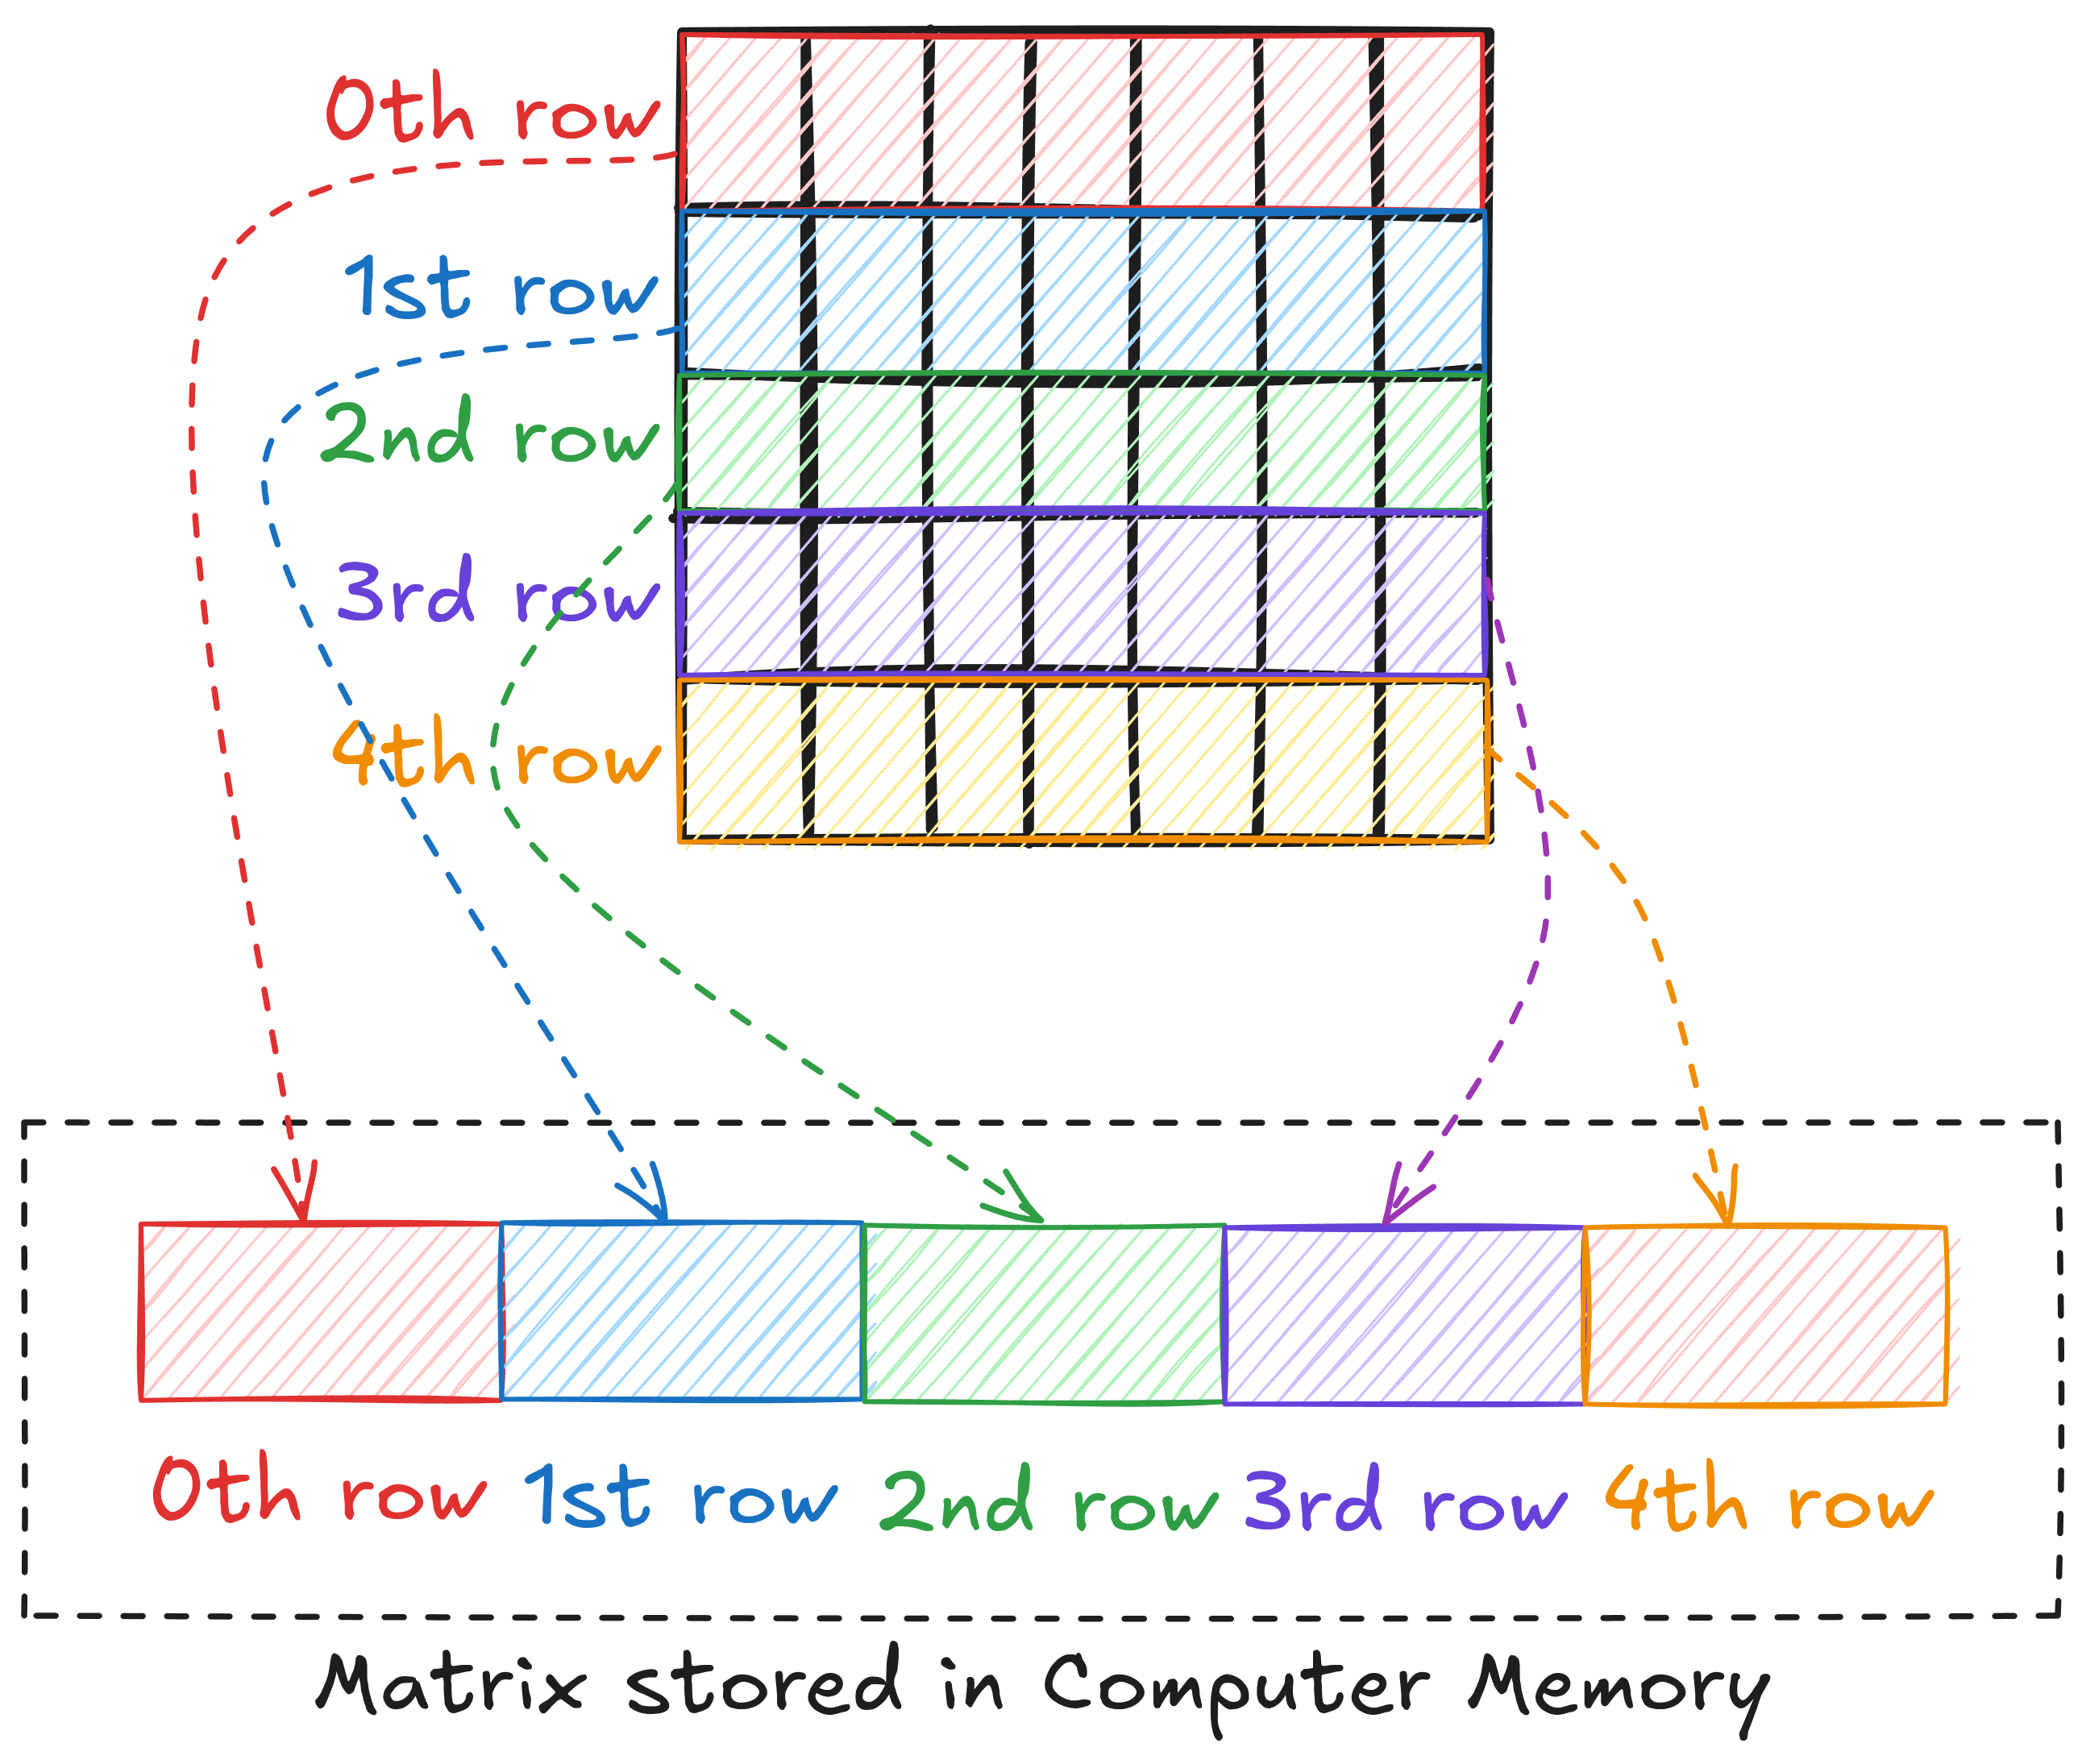 0th row
1st row
2nd row
3rd row
4th row
0th row 1st row 2nd row 3rd row 4th row
Matrix stored in Computer Memory